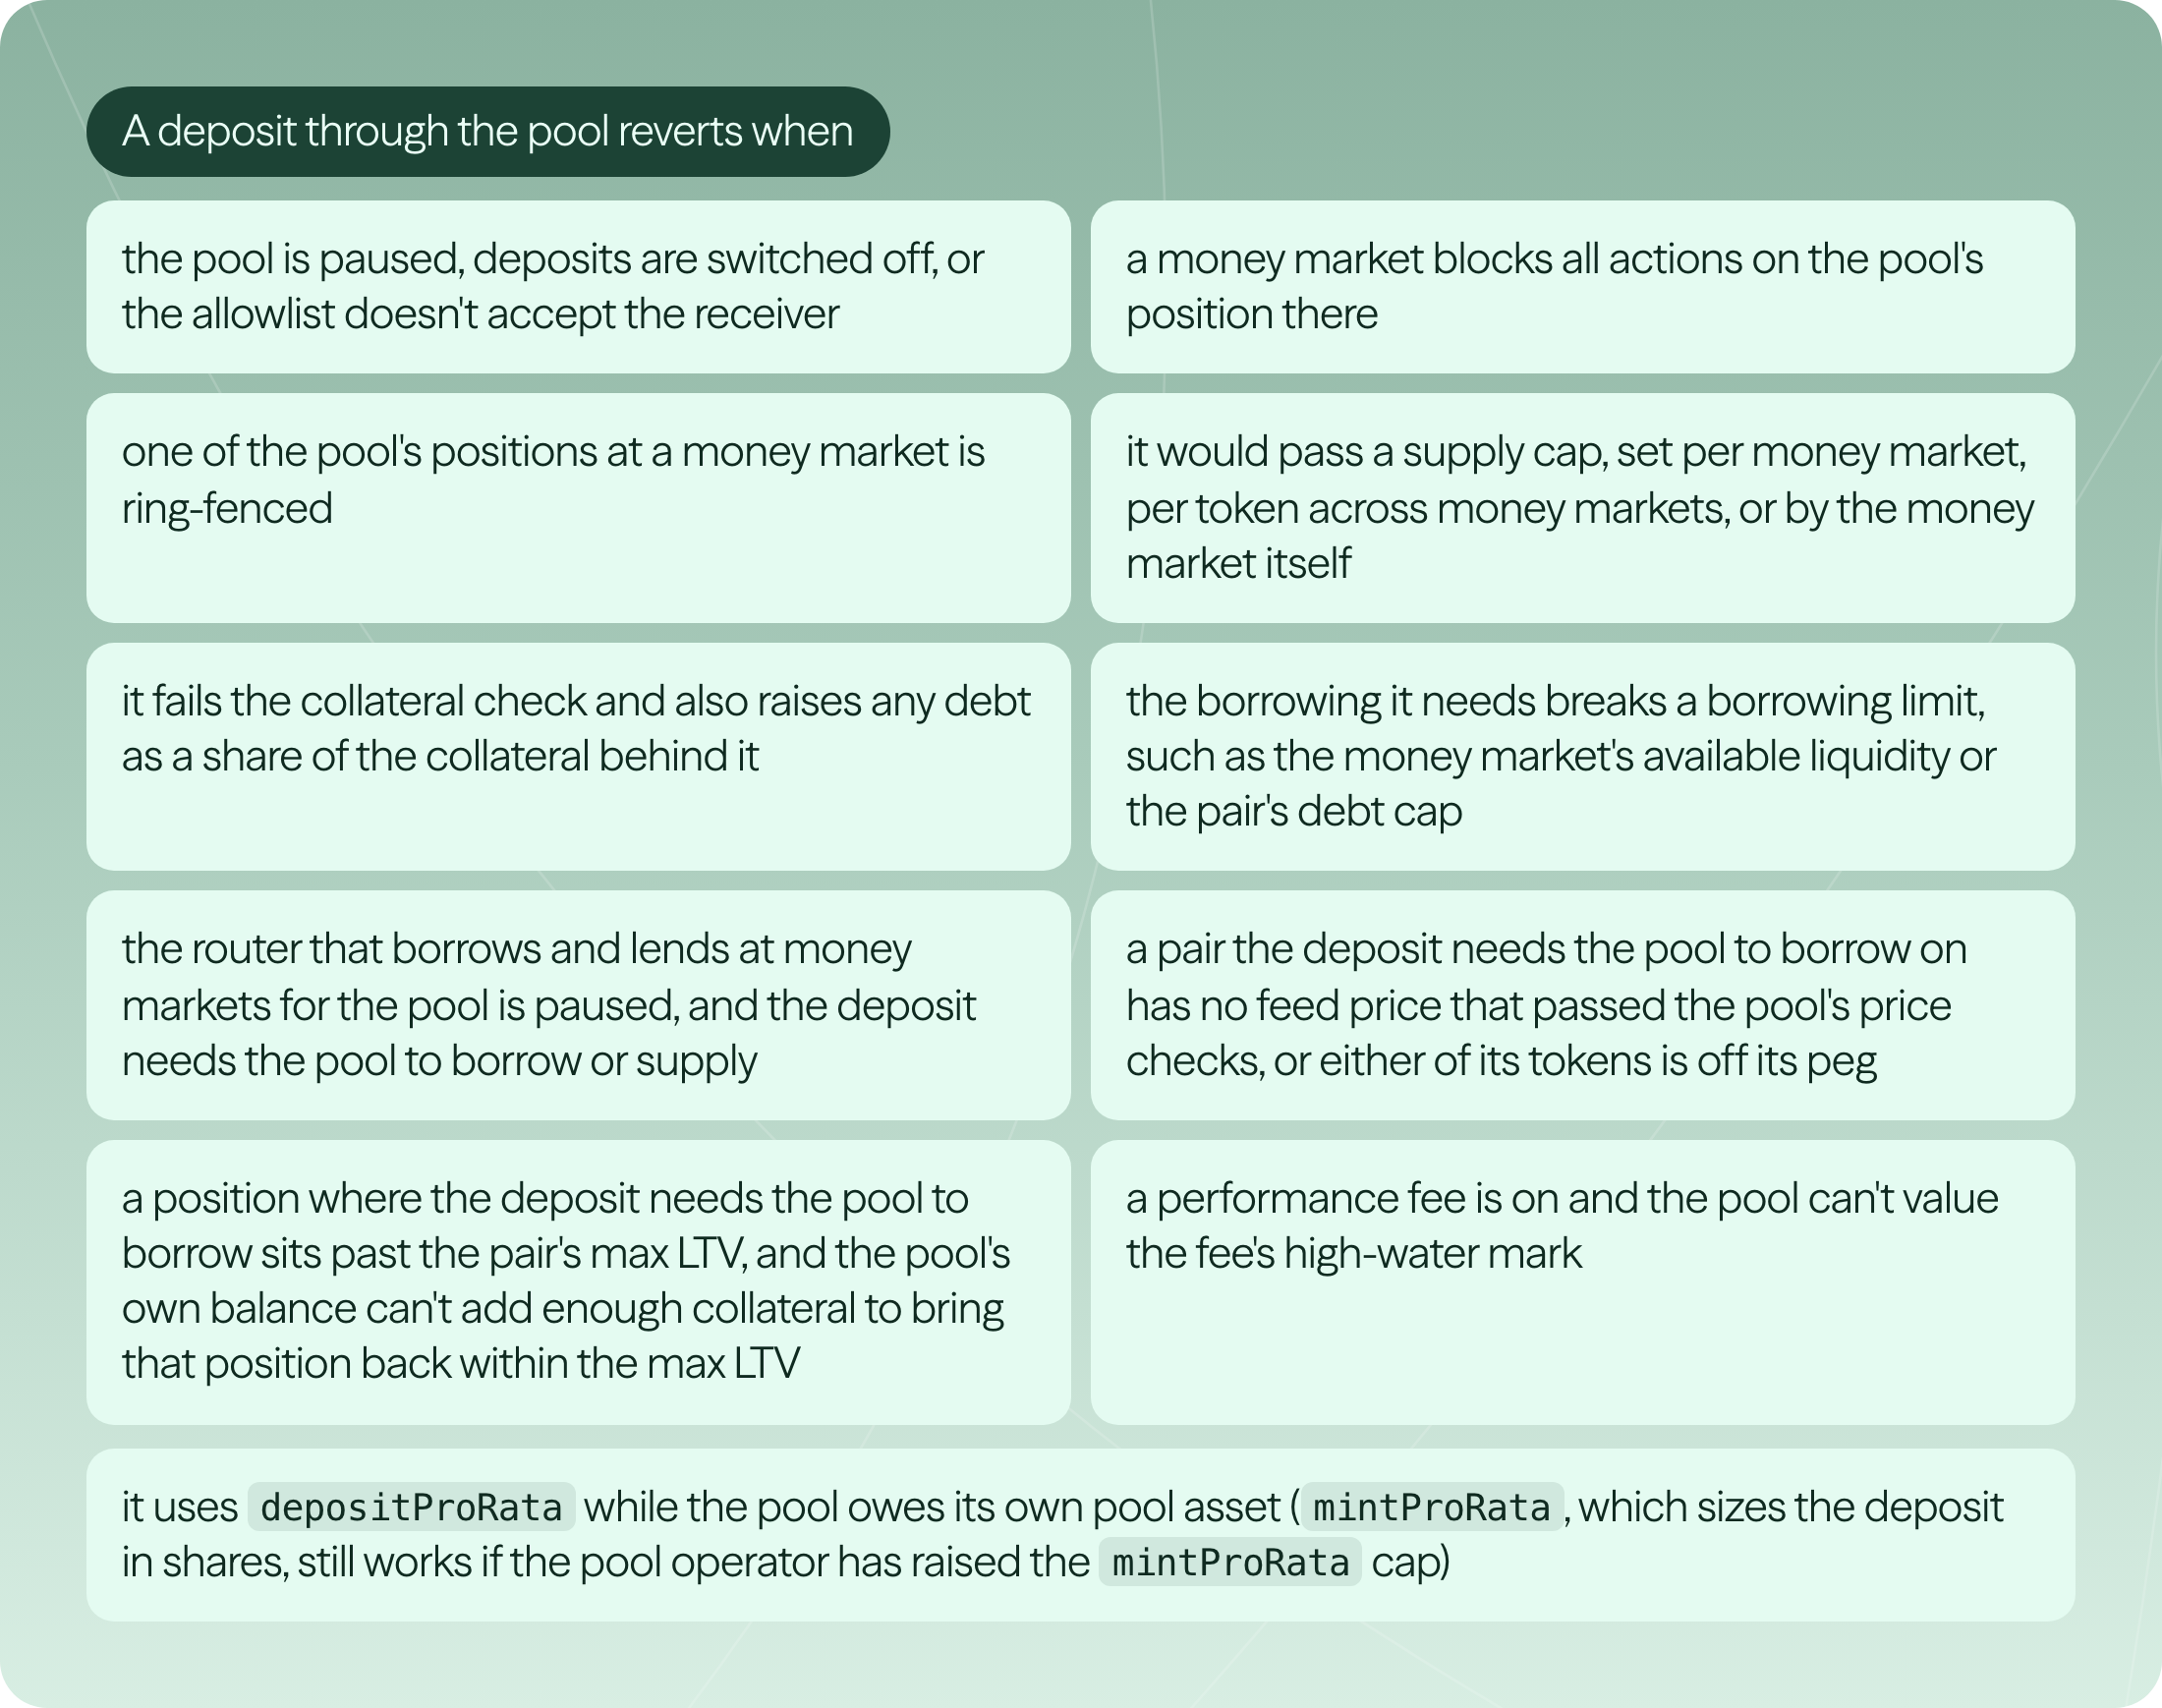 A deposit through the pool reverts when
the pool is paused, deposits are switched off, or
the allowlist doesn't accept the receiver
a money market blocks all actions on the pool's
position there
one of the pool's positions at a money market is
ring-fenced
it would pass a supply cap, set per money market,
per token across money markets, or by the money
market itself
it fails the collateral check and also raises any debt
as a share of the collateral behind it
the borrowing it needs breaks a borrowing limit,
such as the money market's available liquidity or
the pair's debt cap
the router that borrows and lends at money
markets for the pool is paused, and the deposit
needs the pool to borrow or supply
a pair the deposit needs the pool to borrow on
has no feed price that passed the pool's price
checks, or either of its tokens is off its peg
a position where the deposit needs the pool to
borrow sits past the pair's max LTV, and the pool's
own balance can't add enough collateral to bring
that position back within the max LTV
a performance fee is on and the pool can't value
the fee's high-water mark
it uses depositProRata while the pool owes its own pool asset (mintProRata, which sizes the deposit
in shares, still works if the pool operator has raised the mintProRata cap)